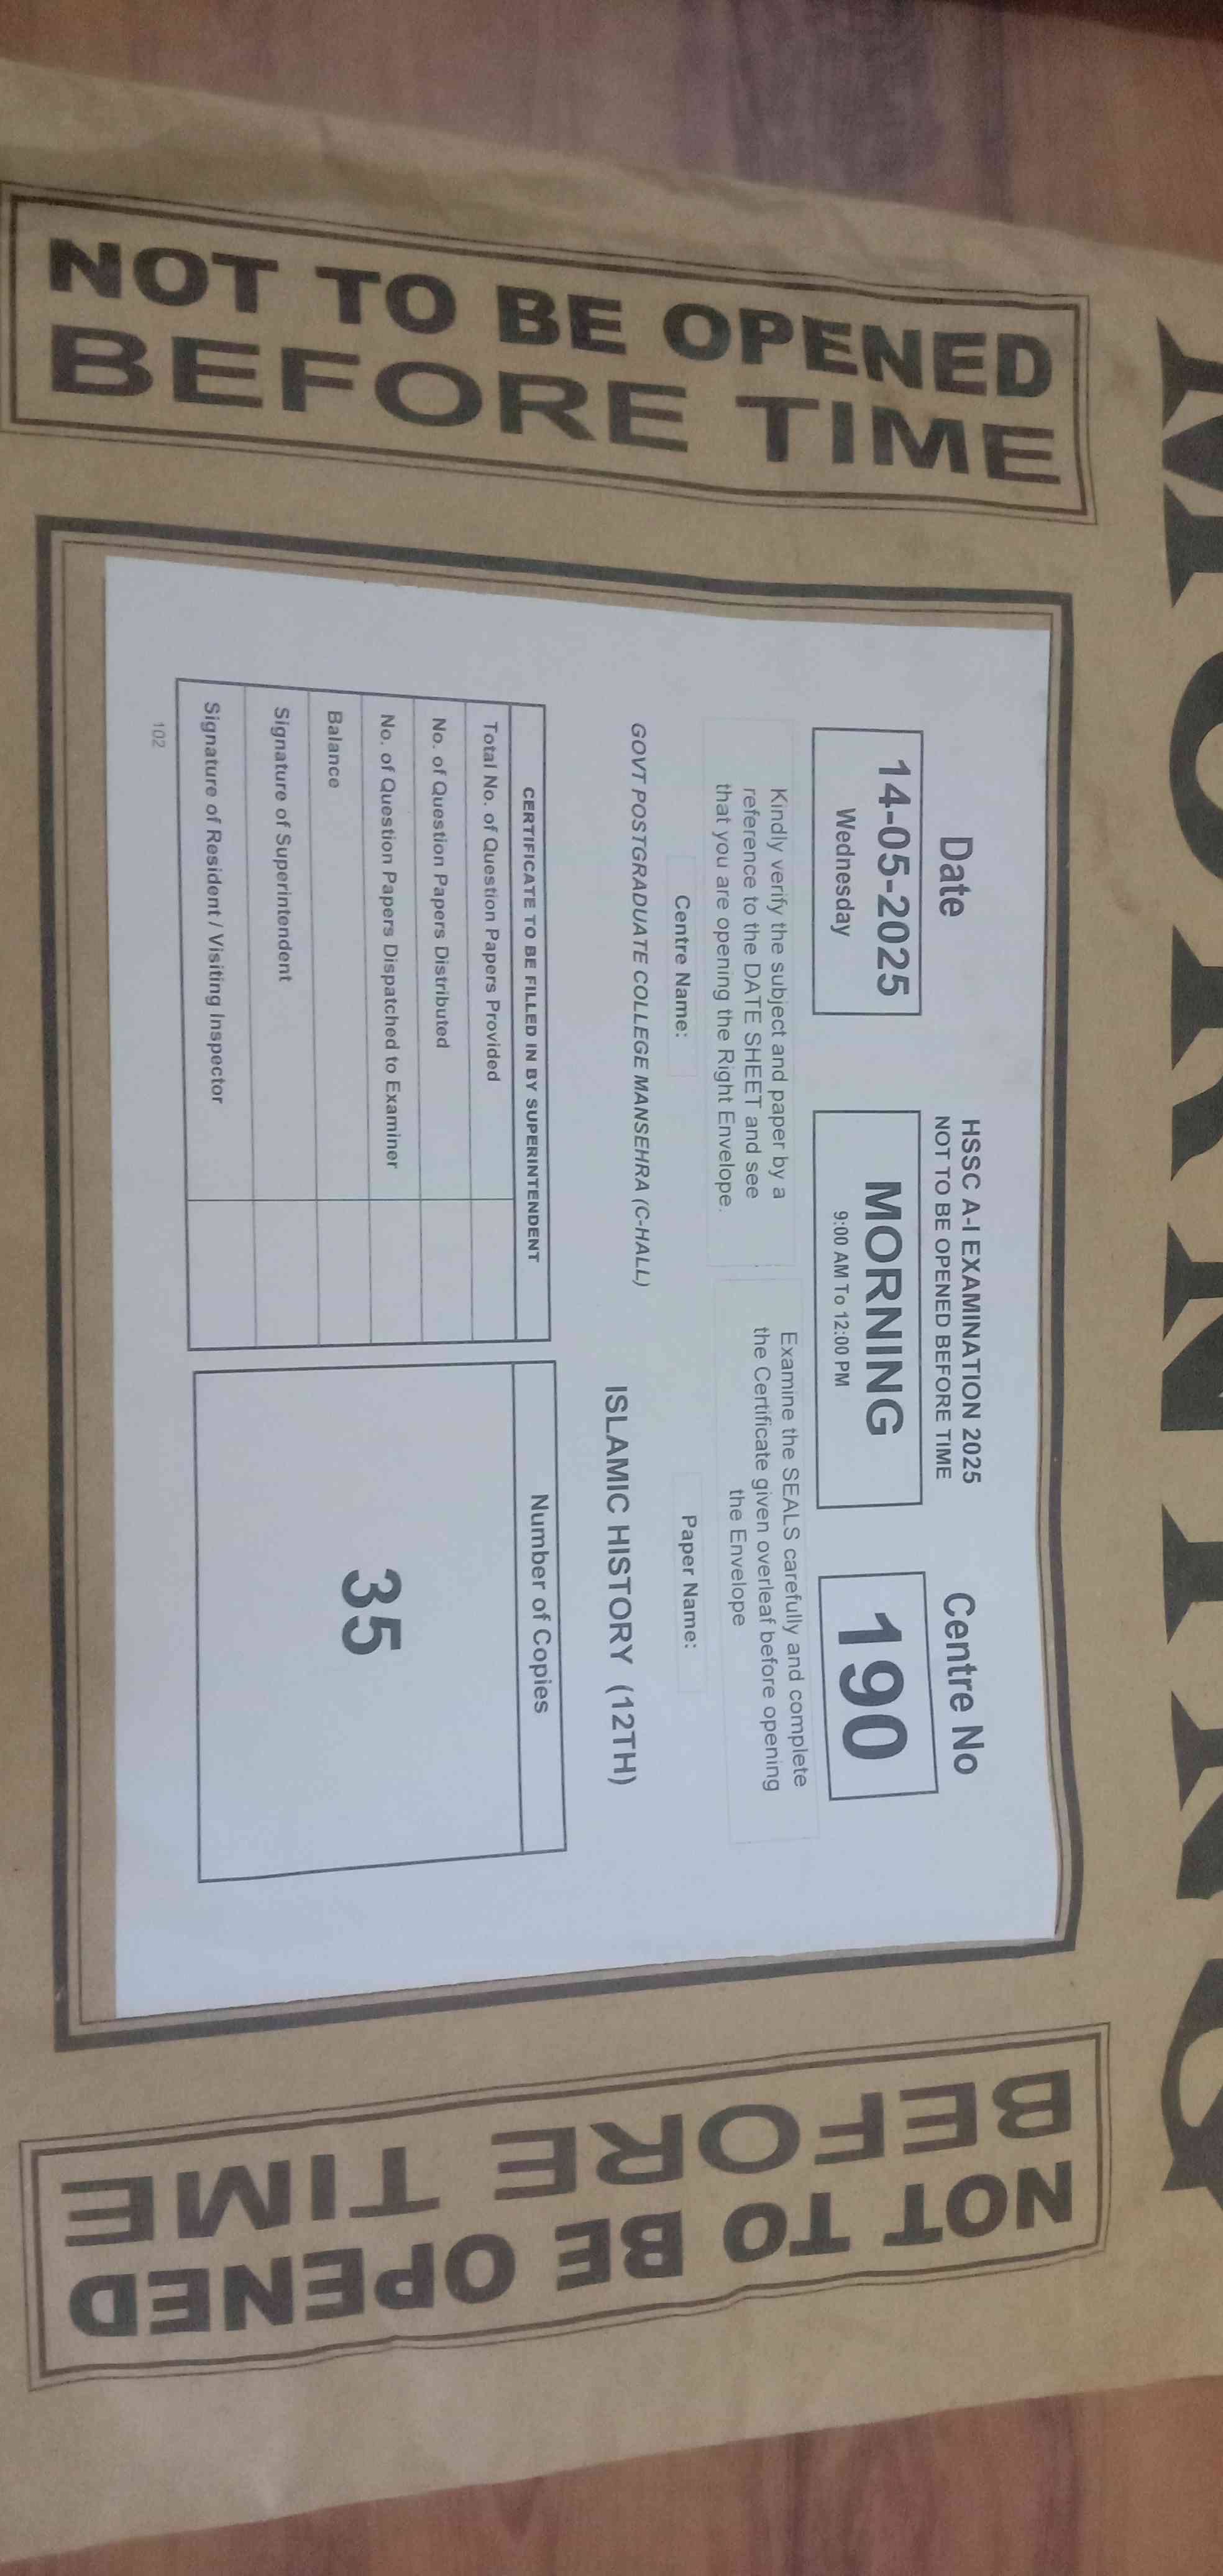 MORNING
NOT TO BE OPENED
BEFORE TIME
HSSC A-I EXAMINATION 2025
NOT TO BE OPENED BEFORE TIME
Date
14-05-2025
Wednesday
MORNING
9:00 AM To 12:00 PM
Centre No
190
Kindly verify the subject and paper by a
reference to the DATE SHEET and see
that you are opening the Right Envelope.
Examine the SEALS carefully and complete
the Certificate given overleaf before opening
the Envelope
Centre Name:
GOVT POSTGRADUATE COLLEGE MANSEHRA (C-HALL)
Paper Name:
ISLAMIC HISTORY (12TH)
CERTIFICATE TO BE FILLED IN BY SUPERINTENDENT
Total No. of Question Papers Provided
No. of Question Papers Distributed
No. of Question Papers Dispatched to Examiner
Balance
Signature of Superintendent
Signature of Resident / Visiting Inspector
Number of Copies
35
102
NOT TO BE OPENED
BEFORE TIME